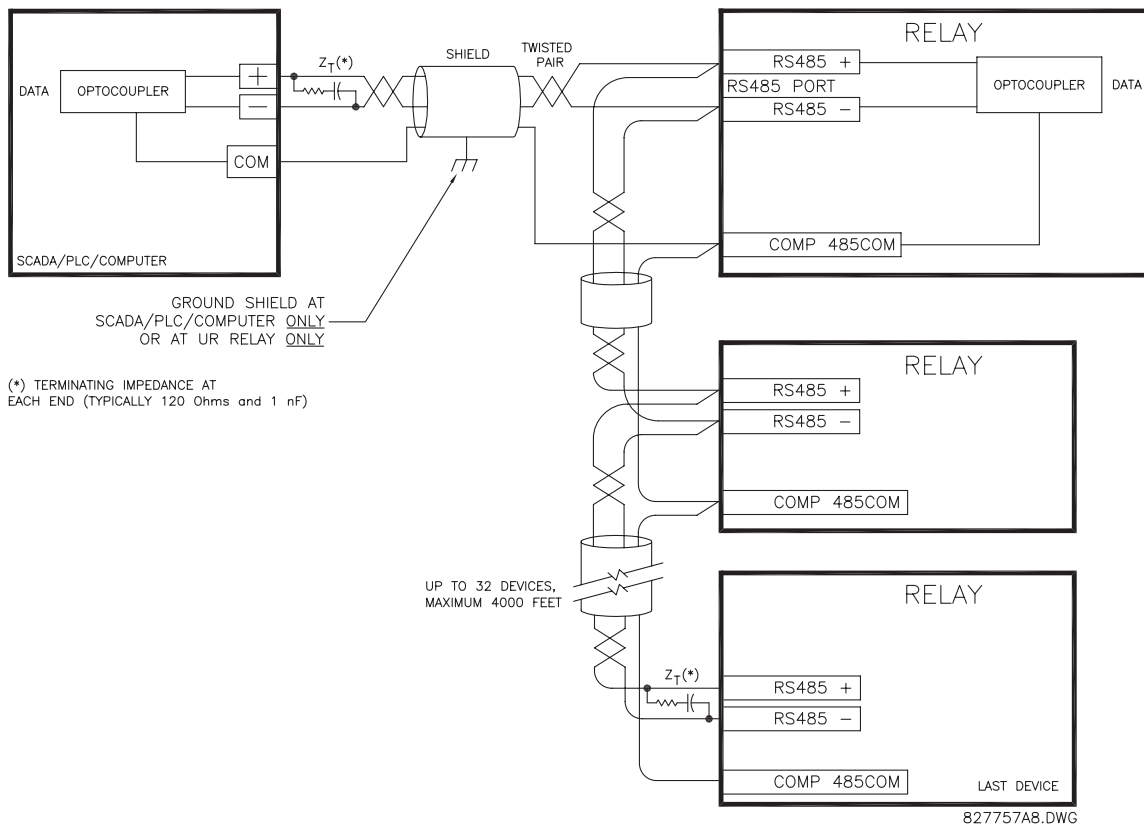 DATA
OPTOCOUPLER
+
−
COM
SCADA/PLC/COMPUTER
ZT(*)
SHIELD
TWISTED
PAIR
GROUND SHIELD AT
SCADA/PLC/COMPUTER ONLY
OR AT UR RELAY ONLY
(*) TERMINATING IMPEDANCE AT
EACH END (TYPICALLY 120 Ohms and 1 nF)
RELAY
RS485 +
RS485 PORT
RS485 −
OPTOCOUPLER
DATA
COMP 485COM
RELAY
RS485 +
RS485 −
COMP 485COM
UP TO 32 DEVICES,
MAXIMUM 4000 FEET
RELAY
ZT(*)
RS485 +
RS485 −
COMP 485COM
LAST DEVICE
827757A8.DWG